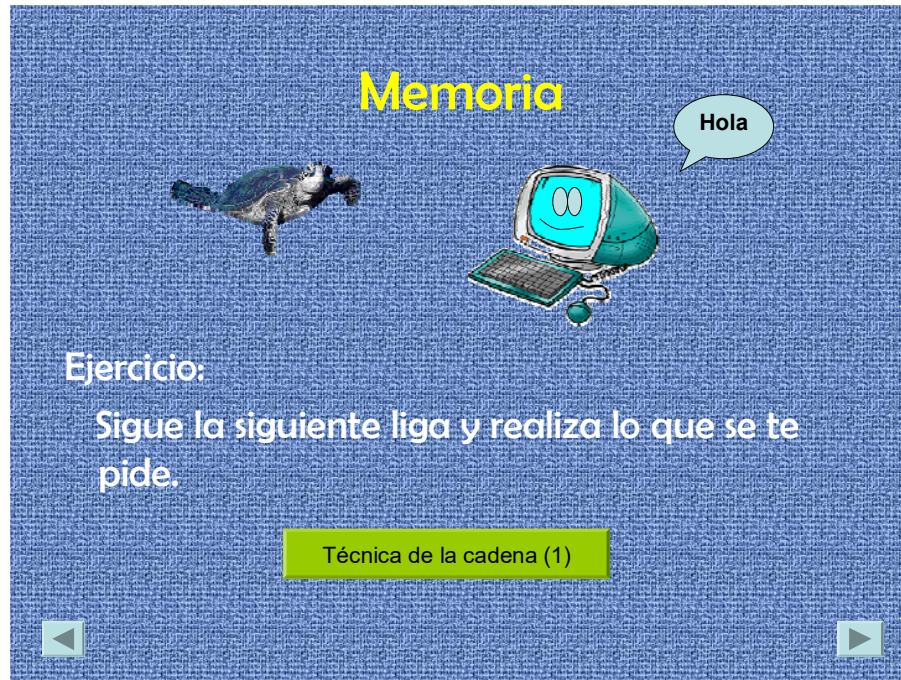 Memoria
Hola
Ejercicio:
Sigue la siguiente liga y realiza lo que se te
pide.
Técnica de la cadena (1)